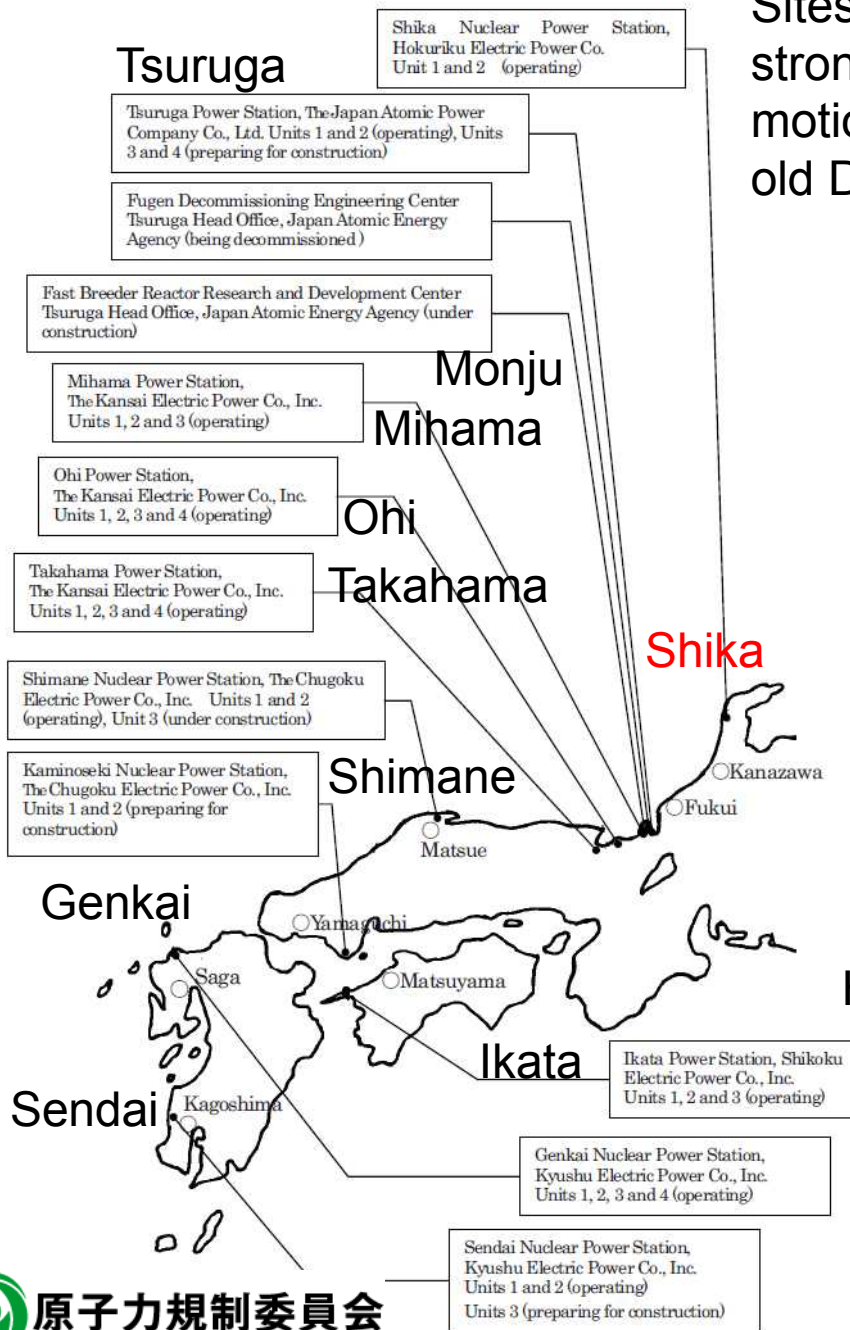 Sites
Shika Nuclear Power Station,
Hokuriku Electric Power Co.
Unit 1 and 2 (operating)
old D
Tsuruga
Tsuruga Power Station, The Japan Atomic Power
Company Co., Ltd. Units 1 and 2 (operating), Units
3 and 4 (preparing for construction)
Fugen Decommissioning Engineering Center
Tsuruga Head Office, Japan Atomic Energy
Agency (being decommissioned )
Fast Breeder Reactor Research and Development Center
Tsuruga Head Office, Japan Atomic Energy Agency (under
construction)
Monju
Mihama Power Station,
The Kansai Electric Power Co., Inc.
Units 1, 2 and 3 (operating)
Mihama
Ohi Power Station,
The Kansai Electric Power Co., Inc.
Units 1, 2, 3 and 4 (operating)
Ohi
Takahama Power Station,
The Kansai Electric Power Co., Inc.
Units 1, 2, 3 and 4 (operating)
Takahama
Shika
Shimane Nuclear Power Station, The Chugoku
Electric Power Co., Inc. Units 1 and 2
(operating), Unit 3 (under construction)
Kaminoseki Nuclear Power Station,
The Chugoku Electric Power Co., Inc.
Units 1 and 2 (preparing for
construction)
Shimane
Kanazawa
Fukui
Matsue
Genkai
Yamaguchi
Saga
Matsuyama
Ikata
Ikata Power Station, Shikoku
Electric Power Co., Inc.
Units 1, 2 and 3 (operating)
Sendai
Kagoshima
Genkai Nuclear Power Station,
Kyushu Electric Power Co., Inc.
Units 1, 2, 3 and 4 (operating)
Sendai Nuclear Power Station,
Kyushu Electric Power Co., Inc.
Units 1 and 2 (operating)
Units 3 (preparing for construction)
原子力規制委員会